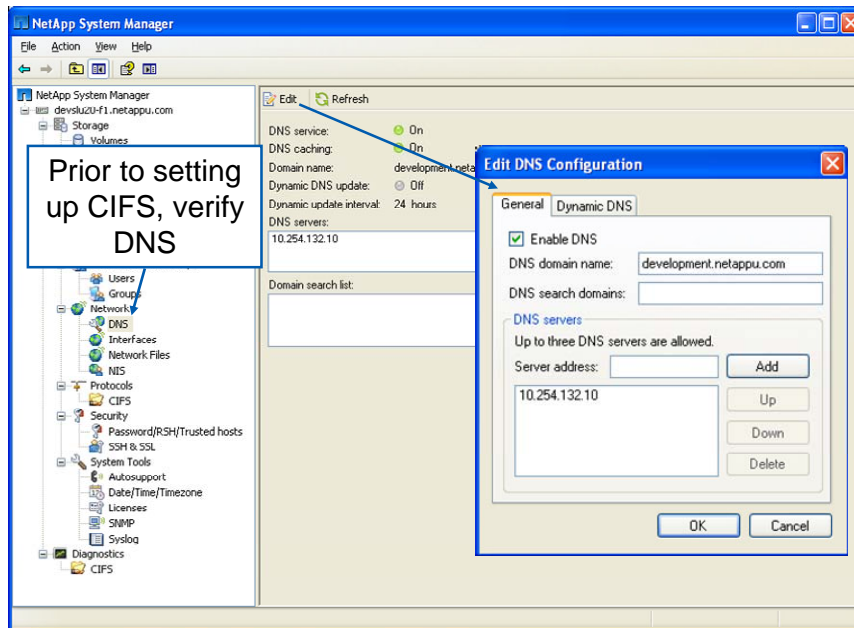 NetApp System Manager
File Action View Help
NetApp System Manager
devslu20-f1.netappu.com
Storage
Volumes
Prior to setting
up CIFS, verify
DNS
Users
Groups
Network
DNS
Interfaces
Network Files
NIS
Protocols
CIFS
Security
Password/RSH/Trusted hosts
SSH & SSL
System Tools
Autosupport
Date/Time/Timezone
Licenses
SNMP
Syslog
Diagnostics
CIFS
Edit Refresh
DNS service: On
DNS caching: On
Domain name: development.neta
Dynamic DNS update: Off
Dynamic update interval: 24 hours
DNS servers:
10.254.132.10
Domain search list:
Edit DNS Configuration
General Dynamic DNS
Enable DNS
DNS domain name: development.netappu.com
DNS search domains:
DNS servers
Up to three DNS servers are allowed.
Server address: Add
10.254.132.10
Up
Down
Delete
OK Cancel